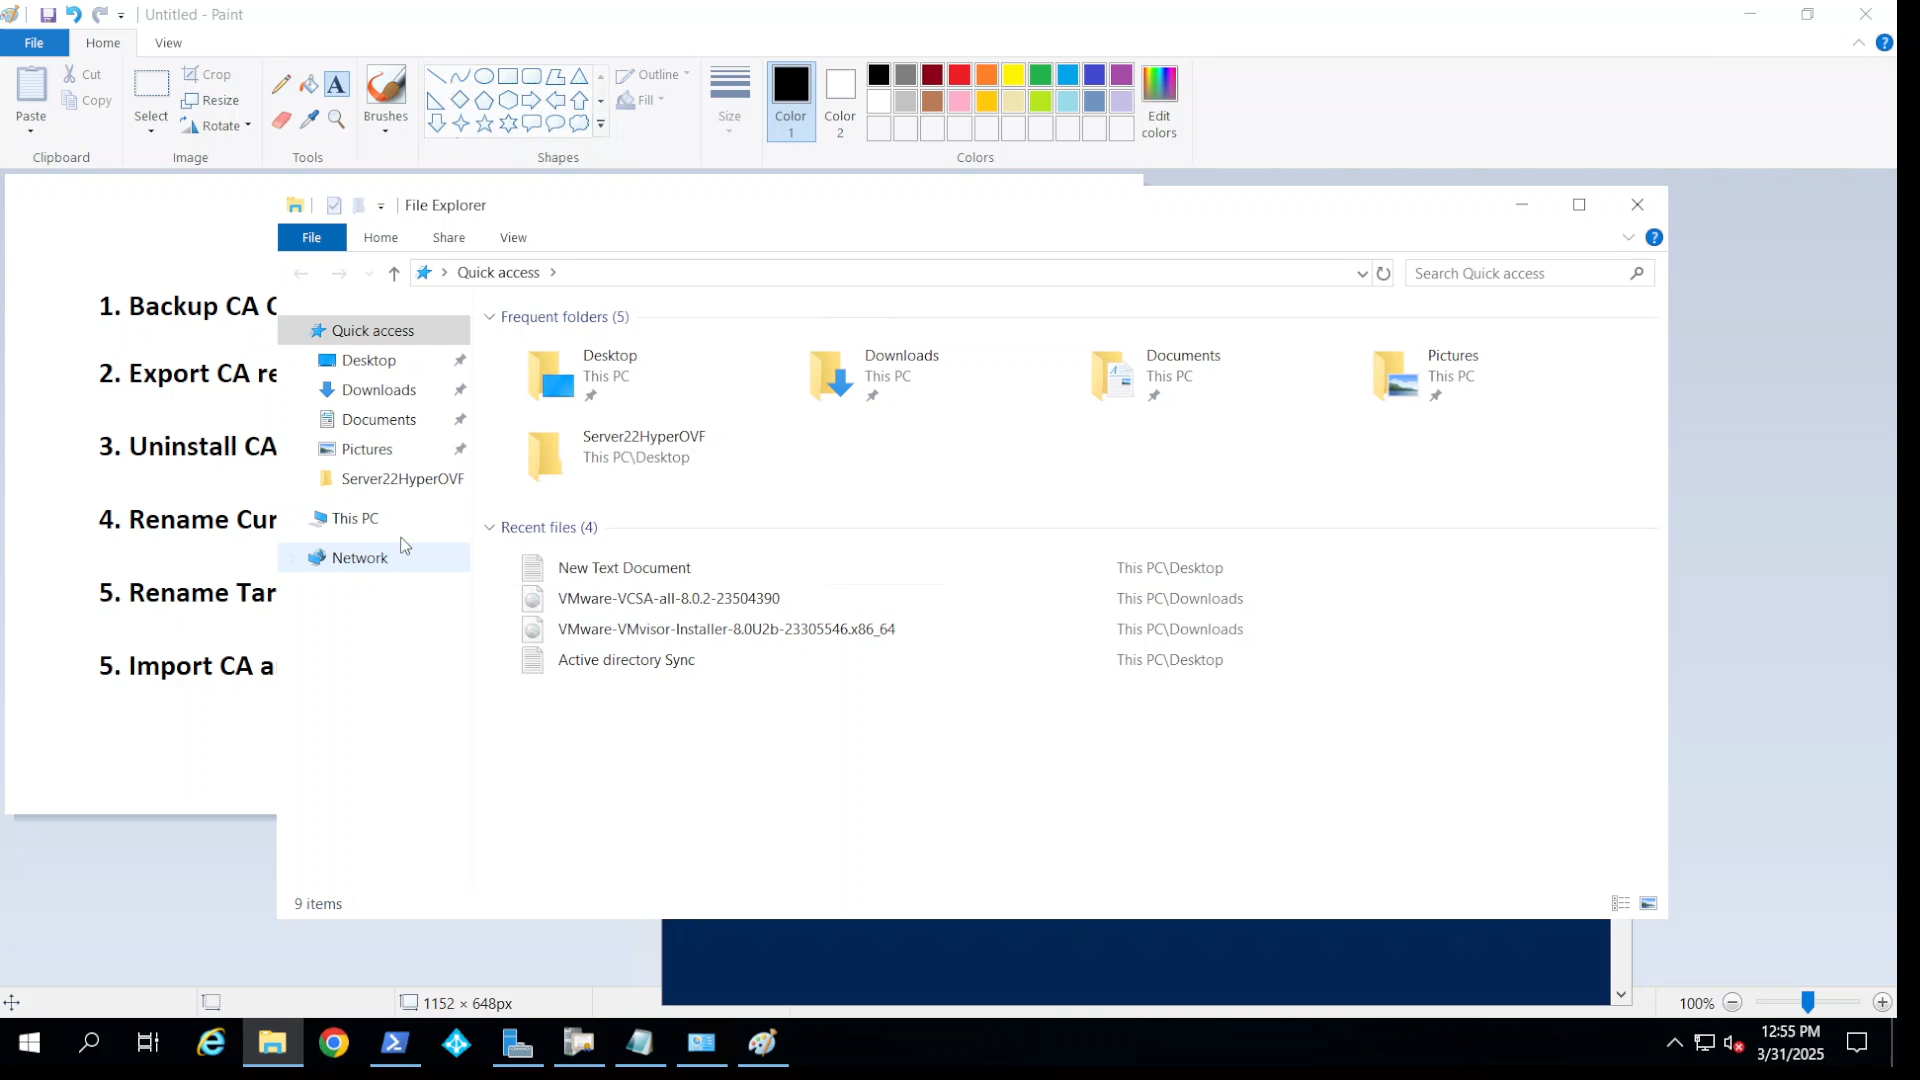 Untitled - Paint
File
Home
View
Paste
Cut
Copy
Clipboard
Select
Crop
Resize
Rotate
Image
A
Tools
Brushes
Outline
Fill
Shapes
Size
Color 1
Color 2
Edit colors
Colors
File Explorer
File
Home
Share
View
Quick access
Search Quick access
1. Backup CA
2. Export CA
3. Uninstall CA
4. Rename
5. Rename
5. Import CA
Quick access
Desktop
Downloads
Documents
Pictures
Server22HyperOVF
This PC
Network
Frequent folders (5)
Desktop
This PC
Downloads
This PC
Documents
This PC
Pictures
This PC
Server22HyperOVF
This PC\Desktop
Recent files (4)
New Text Document This PC\Desktop
VMware-VCSA-all-8.0.2-23504390 This PC\Downloads
VMware-VMvisor-Installer-8.0U2b-23305546.x86_64 This PC\Downloads
Active directory Sync This PC\Desktop
9 items
1152 × 648px
100%
12:55 PM
3/31/2025